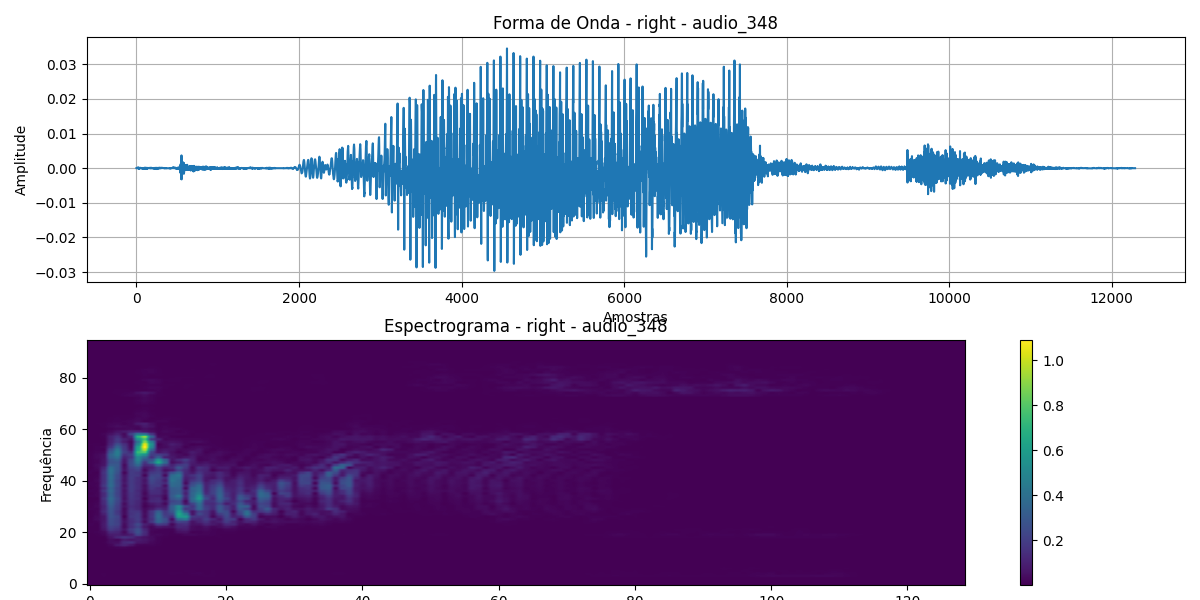 Forma de Onda - right - audio_348
0.03
0.02
0.01
0.00
−0.01
−0.02
−0.03
Amplitude
0 2000 4000 6000 8000 10000 12000
Amostras
Espectrograma - right - audio_348
80
60
40
20
0
Frequência
1.0
0.8
0.6
0.4
0.2
0 20 40 60 80 100 120